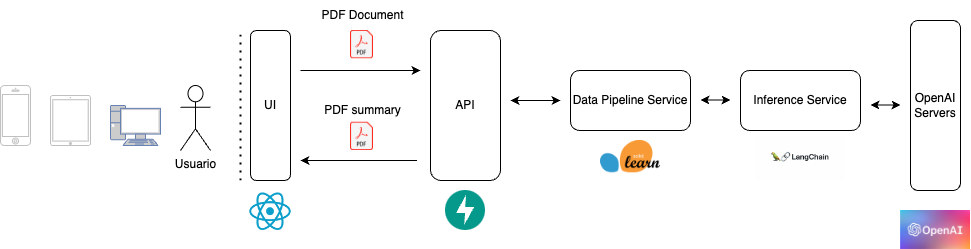 PDF Document
PDF
UI
API
PDF summary
PDF
Usuario
Data Pipeline Service
Inference Service
OpenAI
Servers
scikit
learn
LangChain
OpenAI